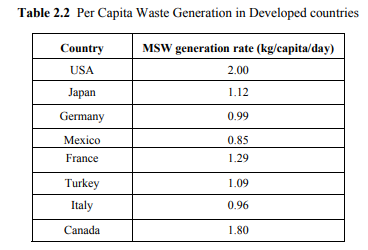 Table 2.2 Per Capita Waste Generation in Developed countries
Country MSW generation rate (kg/capita/day)
USA 2.00
Japan 1.12
Germany 0.99
Mexico 0.85
France 1.29
Turkey 1.09
Italy 0.96
Canada 1.80